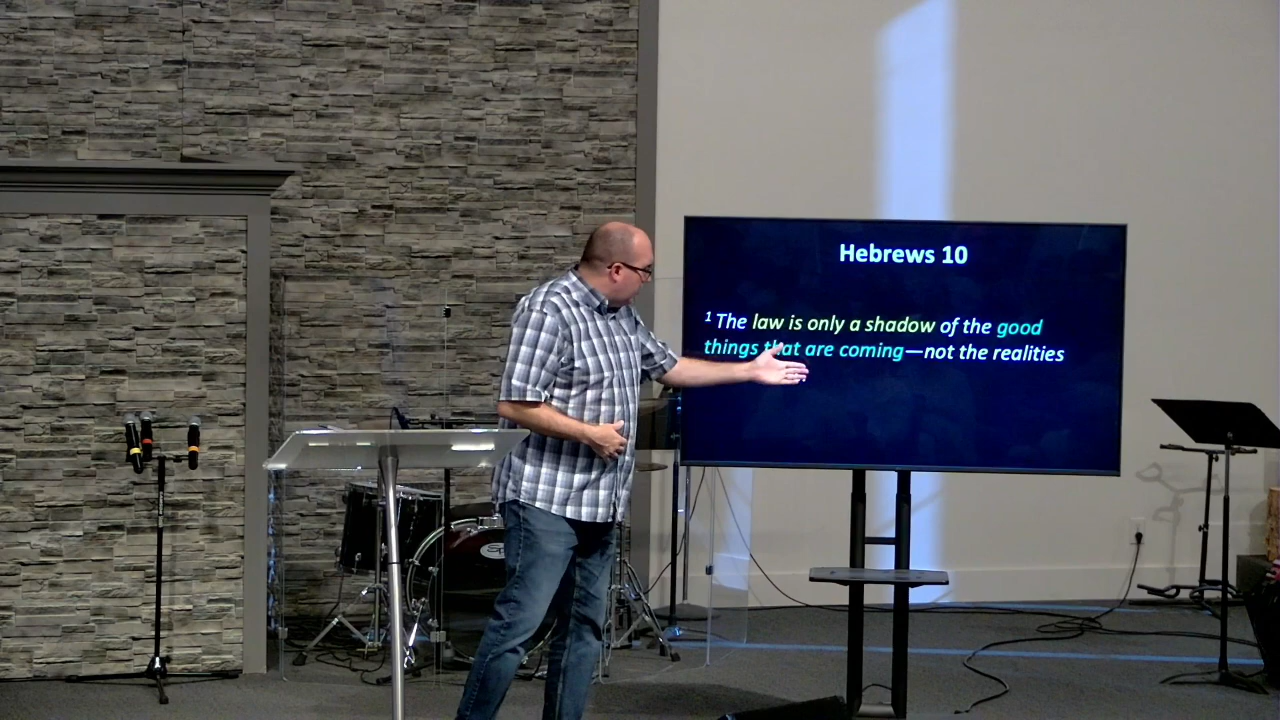 Hebrews 10
1 The law is only a shadow of the good
things that are coming—not the realities